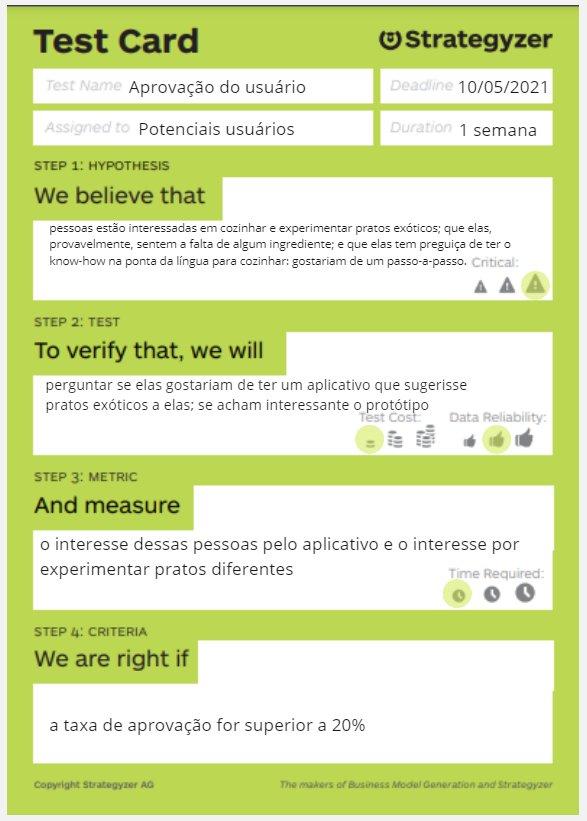 Test Card
Strategyzer
Test Name Aprovação do usuário
Deadline 10/05/2021
Assigned to Potenciais usuários
Duration 1 semana
STEP 1: HYPOTHESIS
We believe that
pessoas estão interessadas em cozinhar e experimentar pratos exóticos; que elas,
provavelmente, sentem a falta de algum ingrediente; e que elas tem preguiça de ter o
know-how na ponta da língua para cozinhar: gostariam de um passo-a-passo.
Critical:
STEP 2: TEST
To verify that, we will
perguntar se elas gostariam de ter um aplicativo que sugerisse
pratos exóticos a elas; se acham interessante o protótipo
Test Cost:
Data Reliability:
STEP 3: METRIC
And measure
o interesse dessas pessoas pelo aplicativo e o interesse por
experimentar pratos diferentes
Time Required:
STEP 4: CRITERIA
We are right if
a taxa de aprovação for superior a 20%
Copyright Strategyzer AG
The makers of Business Model Generation and Strategyzer